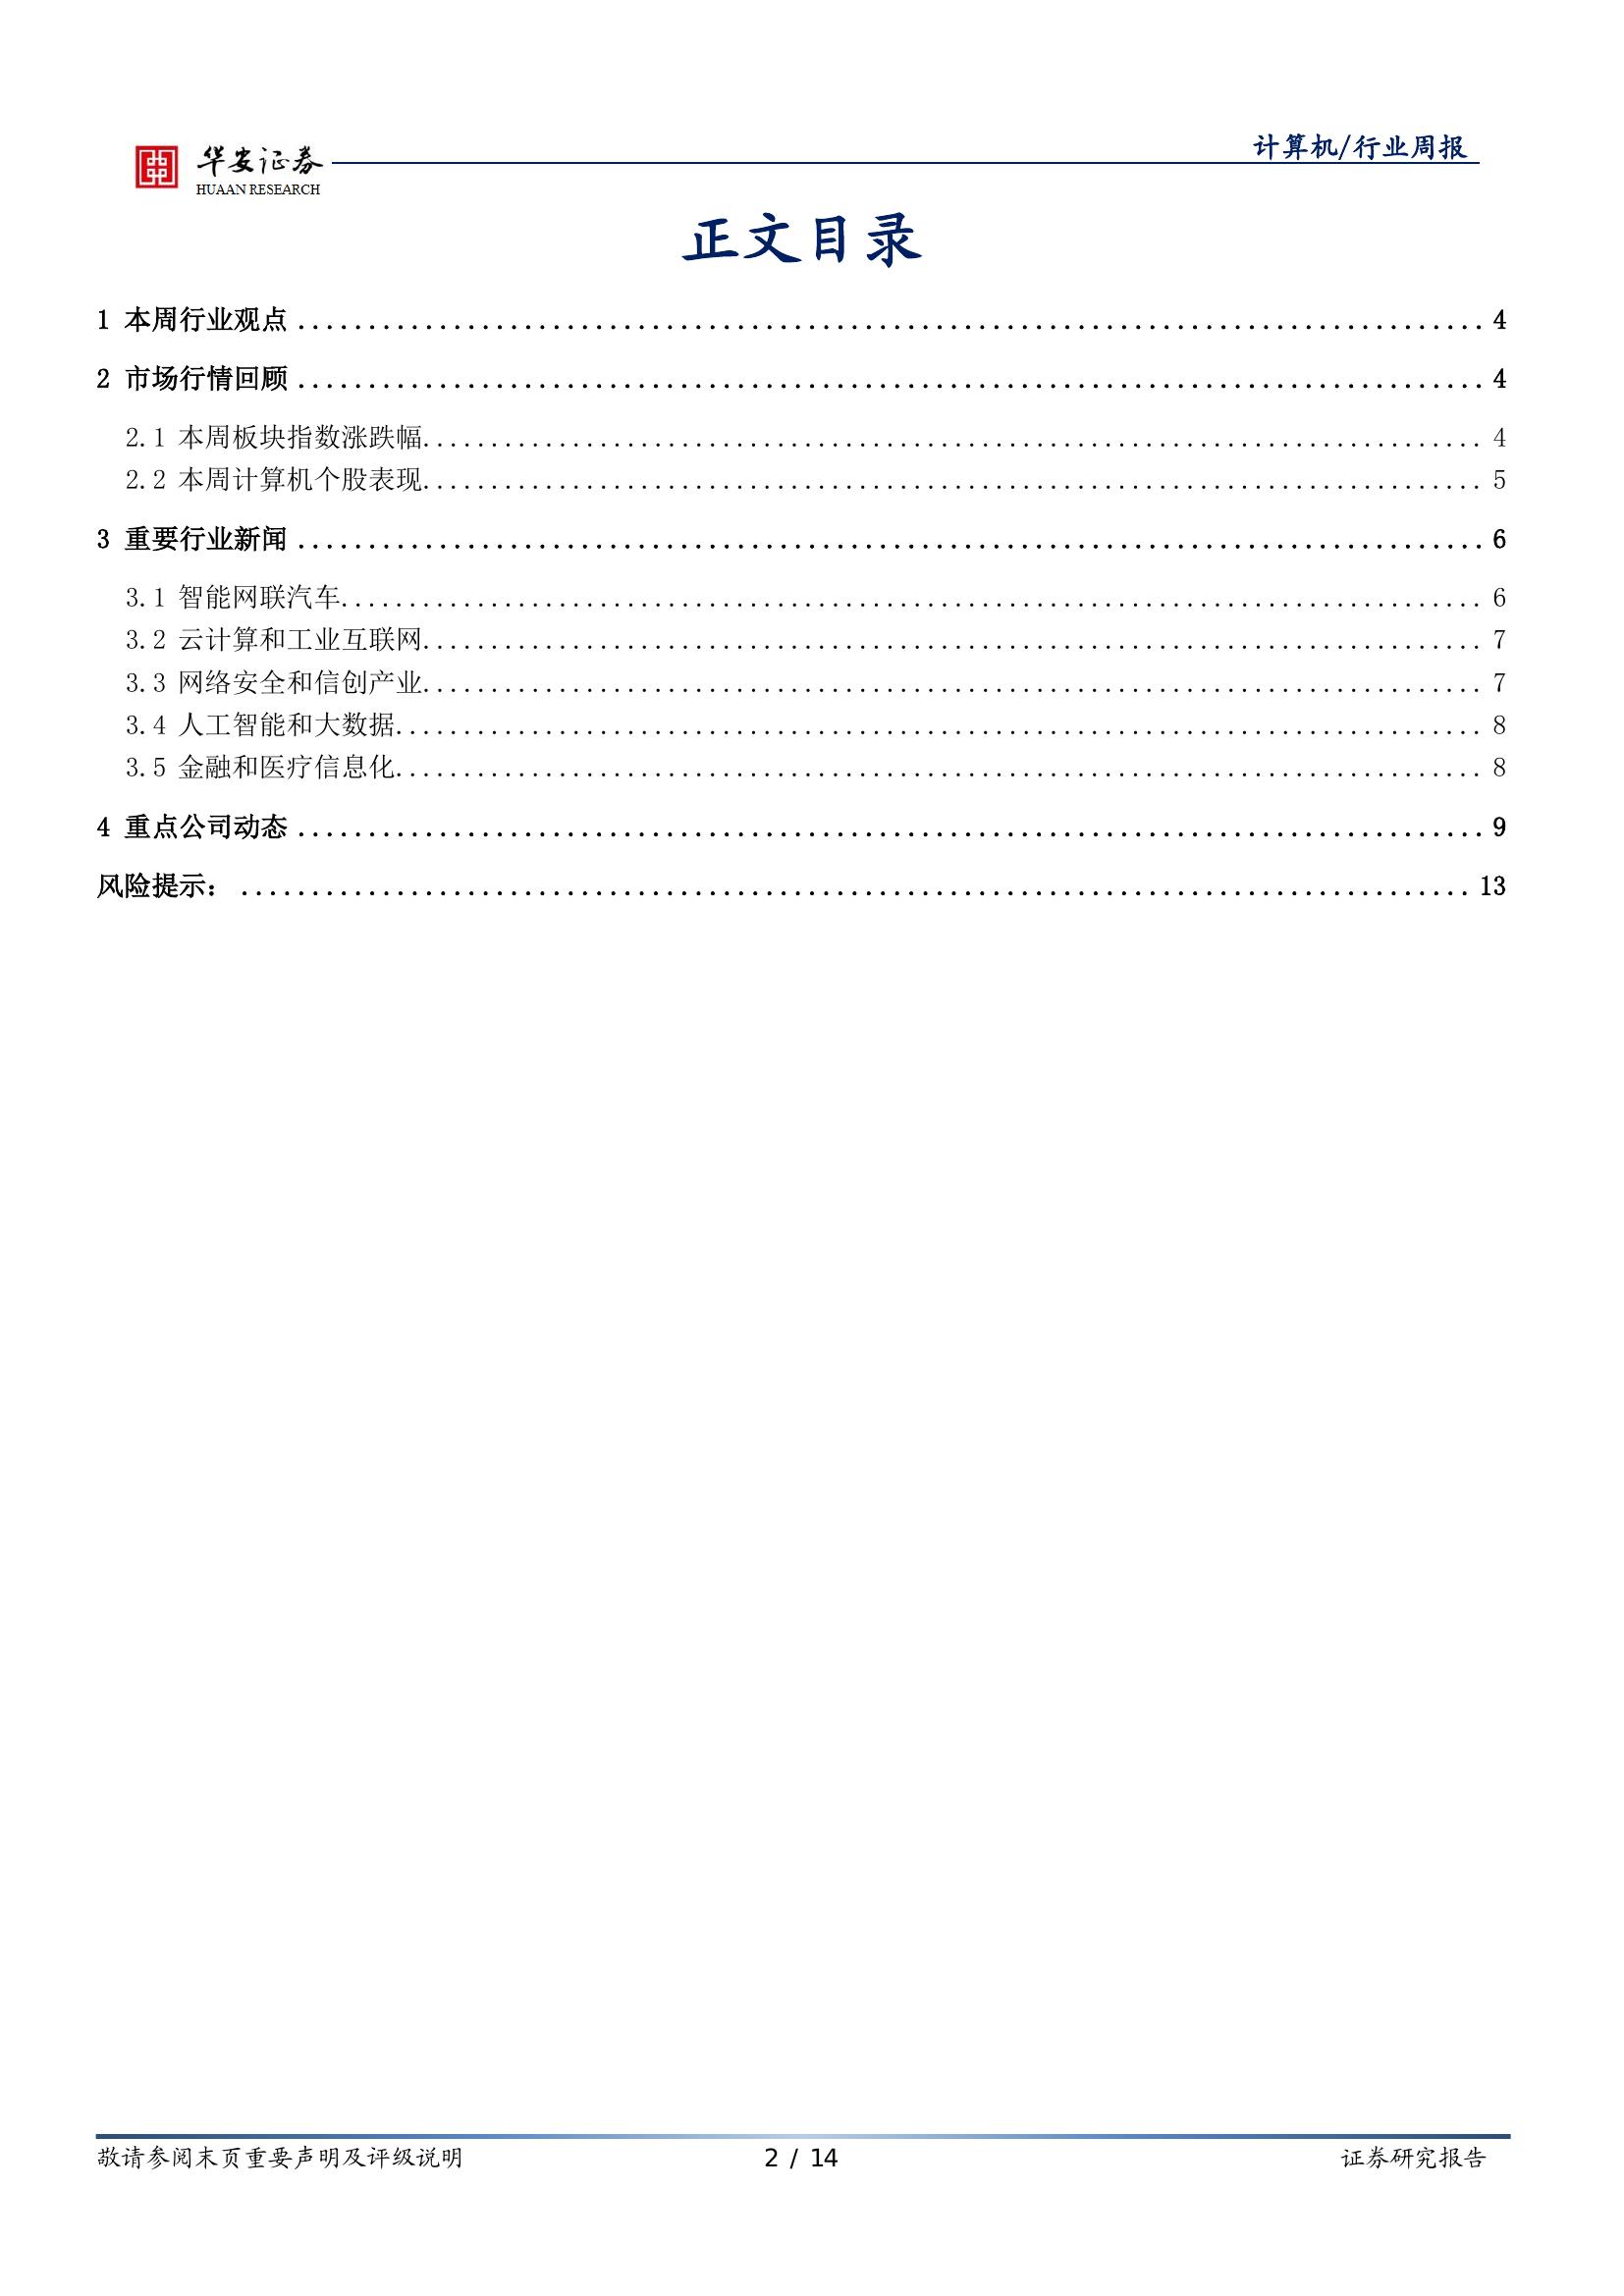 华安证券
HUAAN RESEARCH
计算机/行业周报
正文目录
1 本周行业观点 .................................................................................... 4
2 市场行情回顾 .................................................................................... 4
2.1 本周板块指数涨跌幅.............................................................................. 4
2.2 本周计算机个股表现.............................................................................. 5
3 重要行业新闻 .................................................................................... 6
3.1 智能网联汽车.................................................................................... 6
3.2 云计算和工业互联网.............................................................................. 7
3.3 网络安全和信创产业.............................................................................. 7
3.4 人工智能和大数据................................................................................ 8
3.5 金融和医疗信息化................................................................................ 8
4 重点公司动态 .................................................................................... 9
风险提示： ....................................................................................... 13
敬请参阅末页重要声明及评级说明 2 / 14 证券研究报告